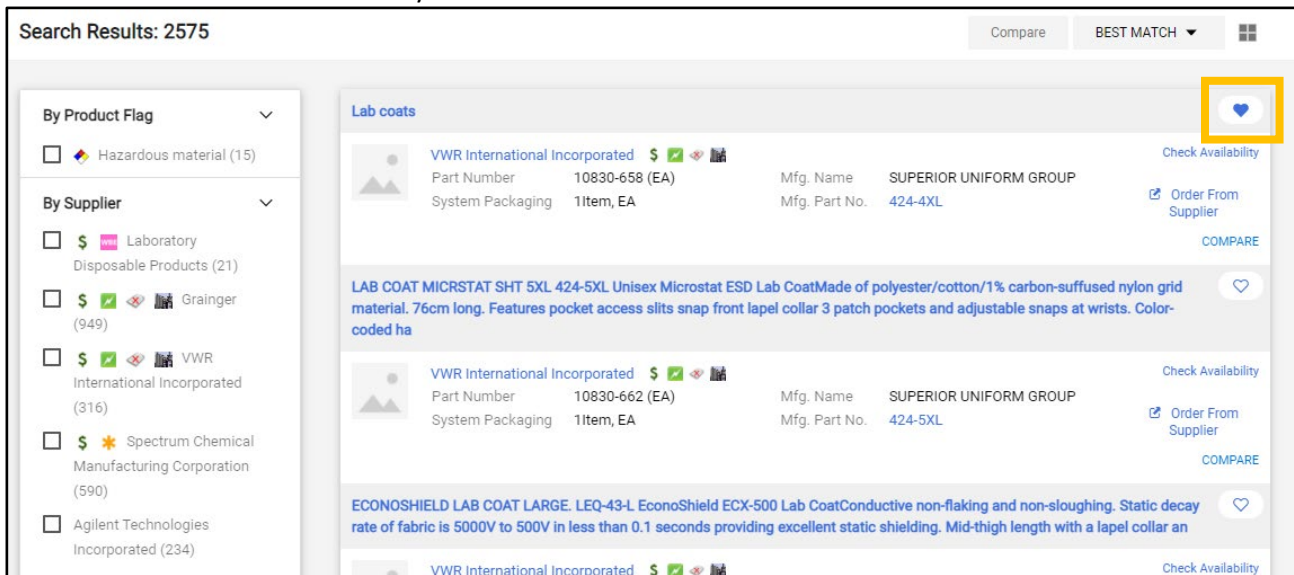 Search Results: 2575
Compare
BEST MATCH
By Product Flag
Hazardous material (15)
By Supplier
WBE Laboratory
Disposable Products (21)
$ Grainger
(949)
$ VWR
International Incorporated
(316)
$ Spectrum Chemical
Manufacturing Corporation
(590)
Agilent Technologies
Incorporated (234)
Lab coats
VWR International Incorporated $
Check Availability
Part Number 10830-658 (EA) Mfg. Name SUPERIOR UNIFORM GROUP
System Packaging 1Item, EA Mfg. Part No. 424-4XL
Order From
Supplier
COMPARE
LAB COAT MICRSTAT SHT 5XL 424-5XL Unisex Microstat ESD Lab CoatMade of polyester/cotton/1% carbon-suffused nylon grid
material. 76cm long. Features pocket access slits snap front lapel collar 3 patch pockets and adjustable snaps at wrists. Color-
coded ha
VWR International Incorporated $
Check Availability
Part Number 10830-662 (EA) Mfg. Name SUPERIOR UNIFORM GROUP
System Packaging 1Item, EA Mfg. Part No. 424-5XL
Order From
Supplier
COMPARE
ECONOSHIELD LAB COAT LARGE. LEQ-43-L EconoShield ECX-500 Lab CoatConductive non-flaking and non-sloughing. Static decay
rate of fabric is 5000V to 500V in less than 0.1 seconds providing excellent static shielding. Mid-thigh length with a lapel collar an
VWR International Incorporated $
Check Availability